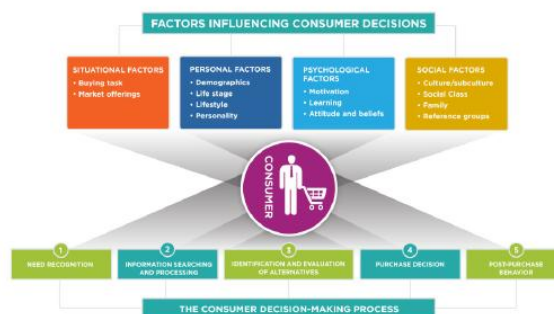 FACTORS INFLUENCING CONSUMER DECISIONS
SITUATIONAL FACTORS
• Buying task
• Market offerings
PERSONAL FACTORS
• Demographics
• Life stage
• Lifestyle
• Personality
PSYCHOLOGICAL
FACTORS
• Motivation
• Learning
• Attitude and beliefs
SOCIAL FACTORS
• Culture/subculture
• Social Class
• Family
• Reference groups
CONSUMER
1
NEED RECOGNITION
2
INFORMATION SEARCHING
AND PROCESSING
3
IDENTIFICATION AND EVALUATION
OF ALTERNATIVES
4
PURCHASE DECISION
5
POST-PURCHASE
BEHAVIOR
THE CONSUMER DECISION-MAKING PROCESS